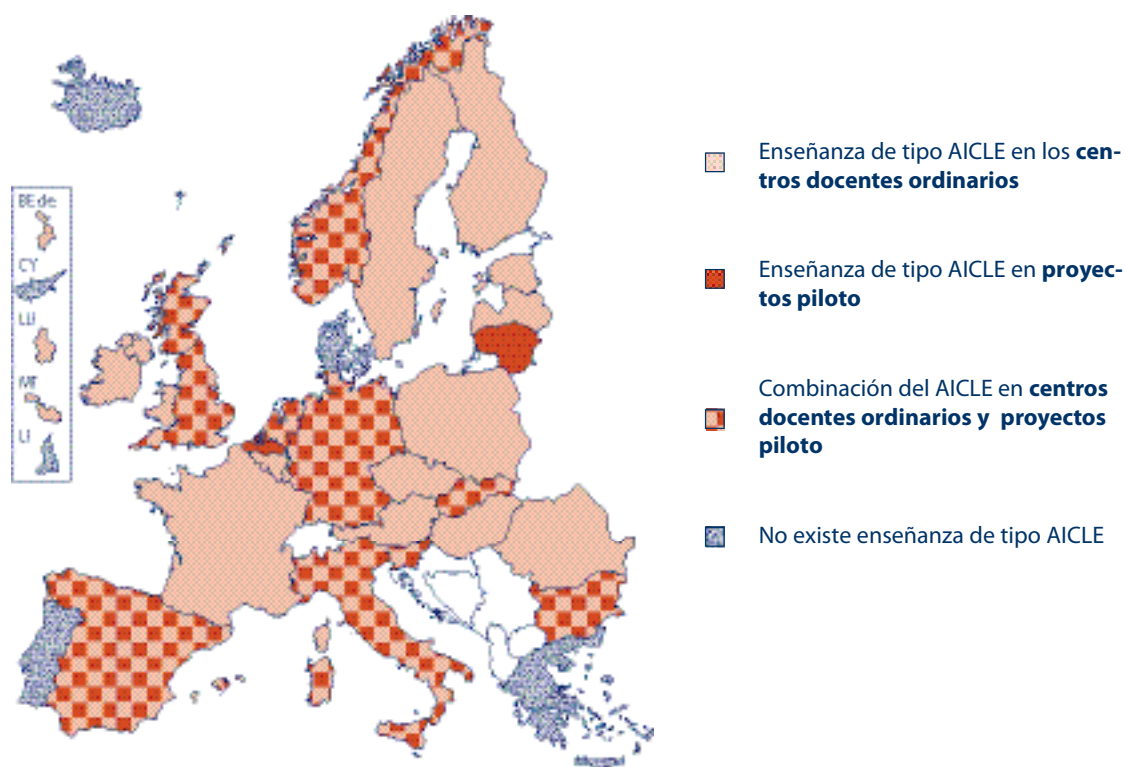 BE de
CY
LU
MT
LI
Enseñanza de tipo AICLE en los cen-
tros docentes ordinarios
Enseñanza de tipo AICLE en proyec-
tos piloto
Combinación del AICLE en centros
docentes ordinarios y proyectos
piloto
No existe enseñanza de tipo AICLE